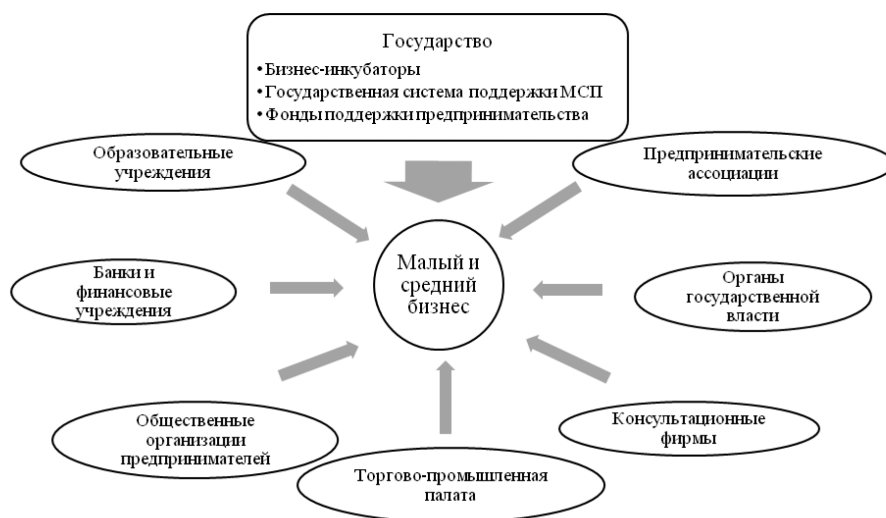 Государство
•Бизнес-инкубаторы
•Государственная система поддержки МСП
•Фонды поддержки предпринимательства
Образовательные
учреждения
Предпринимательские
ассоциации
Банки и
финансовые
учреждения
Малый и
средний
бизнес
Органы
государственной
власти
Общественные
организации
предпринимателей
Консультационные
фирмы
Торгово-промышленная
палата